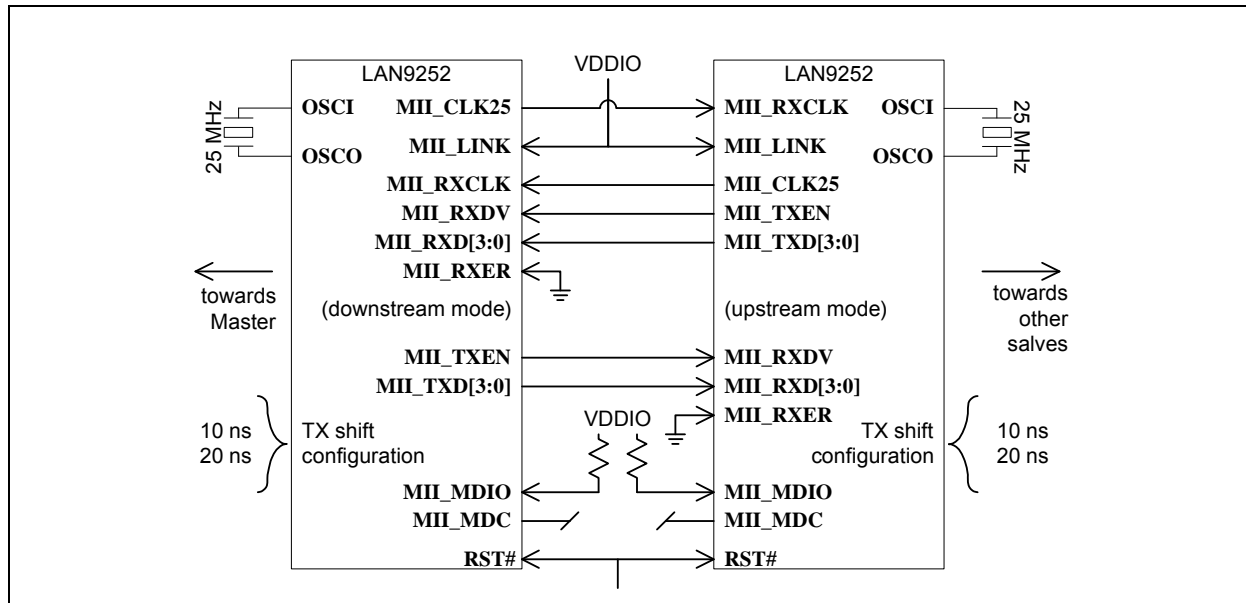 LAN9252 VDDIO LAN9252
OSCI MII_CLK25 MII_RXCLK OSCI
25 MHz 25 MHz
OSCO MII_LINK MII_LINK OSCO
MII_RXCLK MII_CLK25
MII_RXDV MII_TXEN
MII_RXD[3:0] MII_TXD[3:0]
MII_RXER
towards
Master
(downstream mode) (upstream mode)
towards
other
salves
MII_TXEN MII_RXDV
MII_TXD[3:0] MII_RXD[3:0]
VDDIO MII_RXER
10 ns
20 ns
TX shift
configuration
TX shift
configuration
10 ns
20 ns
MII_MDIO MII_MDIO
MII_MDC MII_MDC
RST# RST#